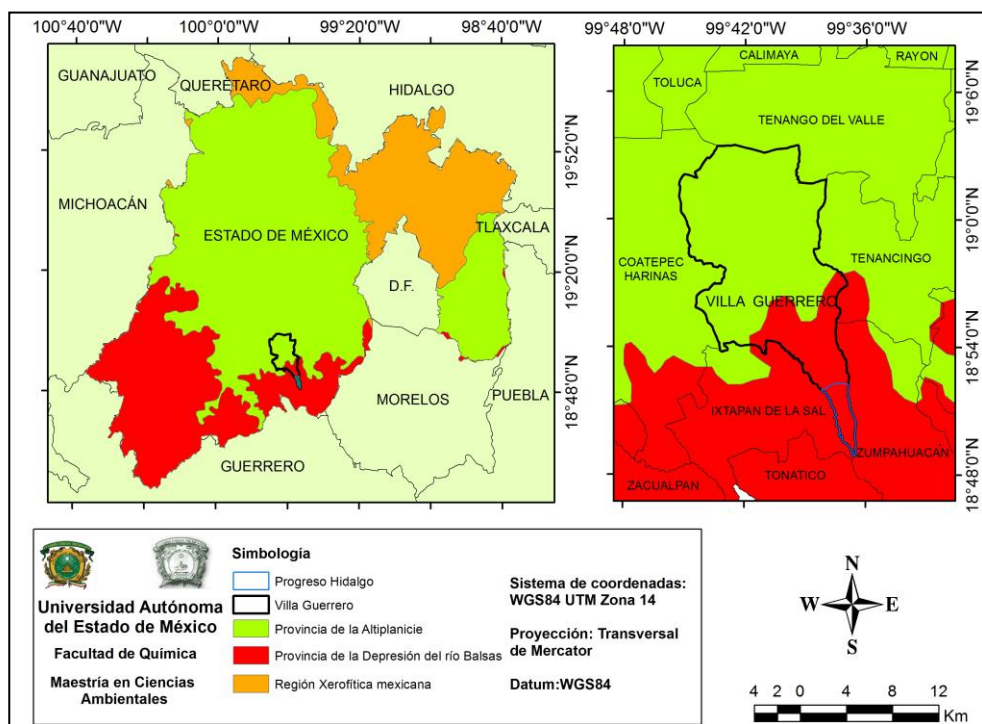 100°40'0"W 100°0'0"W 99°20'0"W 98°40'0"W
GUANAJUATO
QUERÉTARO
HIDALGO
MICHOACÁN
ESTADO DE MÉXICO
TLAXCALA
D.F.
MORELOS
PUEBLA
GUERRERO
19°52'0"N
19°20'0"N
18°48'0"N
99°48'0"W 99°42'0"W 99°36'0"W
CALIMAYA
RAYON
TOLUCA
TENANGO DEL VALLE
COATEPEC
HARINAS
TENANCINGO
VILLA GUERRERO
IXTAPAN DE LA SAL
ZUMPAHUACÁN
TONATICO
ZACUALPAN
19°6'0"N
19°0'0"N
18°54'0"N
18°48'0"N
Universidad Autónoma
del Estado de México
Facultad de Química
Maestría en Ciencias
Ambientales
Simbología
Progreso Hidalgo
Villa Guerrero
Provincia de la Altiplanicie
Provincia de la Depresión del río Balsas
Región Xerofítica mexicana
Sistema de coordenadas:
WGS84 UTM Zona 14
Proyección: Transversal
de Mercator
Datum:WGS84
N
W E
S
4 2 0 4 8 12
Km